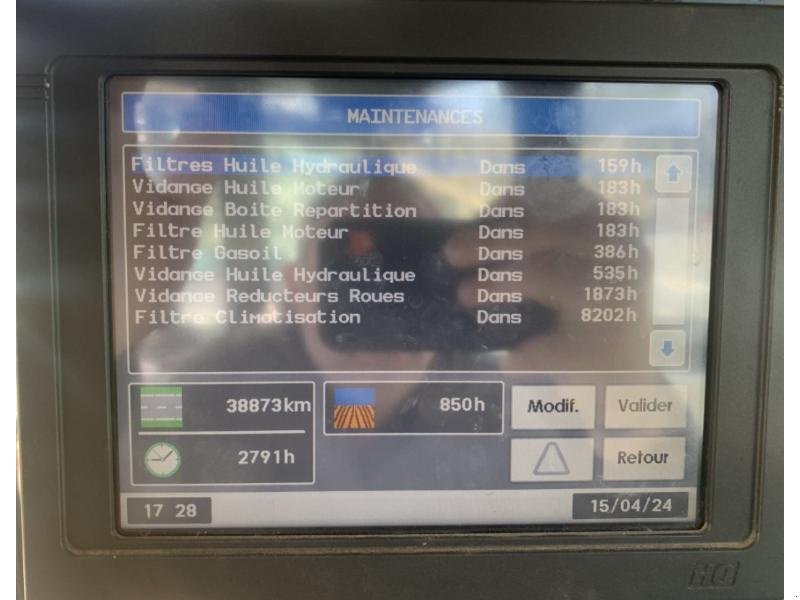 MAINTENANCES
Filtres Huile Hydraulique Dans 159h
Vidange Huile Moteur Dans 183h
Vidange Boite Repartition Dans 183h
Filtre Huile Moteur Dans 183h
Filtre Gasoil Dans 386h
Vidange Huile Hydraulique Dans 535h
Vidange Reducteurs Roues Dans 1873h
Filtre Climatisation Dans 8202h
38873km 850h Modif. Valider
2791h Retour
17 28 15/04/24